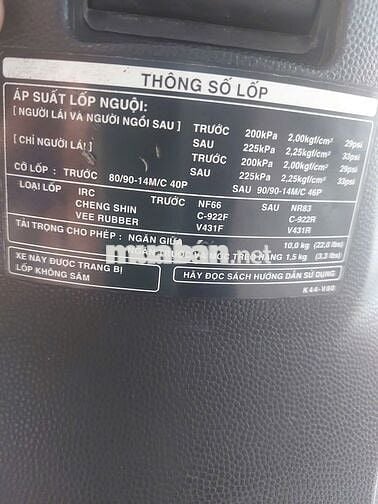 THÔNG SỐ LỐP
ÁP SUẤT LỐP NGUỘI:
[ NGƯỜI LÁI VÀ NGƯỜI NGỒI SAU ] TRƯỚC 200kPa 2,00kgf/cm² 29psi
SAU 225kPa 2,25kgf/cm² 33psi
[ CHỈ NGƯỜI LÁI ] TRƯỚC 200kPa 2,00kgf/cm² 29psi
SAU 225kPa 2,25kgf/cm² 33psi
CỠ LỐP : TRƯỚC 80/90-14M/C 40P SAU 90/90-14M/C 46P
LOẠI LỐP TRƯỚC SAU
IRC NF66 NR83
CHENG SHIN C-922F C-922R
VEE RUBBER V431F V431R
TẢI TRỌNG CHO PHÉP : NGĂN GIỮA 10,0 kg (22,0 lbs)
MÓC TREO HÀNG 1,5 kg (3,3 lbs)
XE NÀY ĐƯỢC TRANG BỊ
LỐP KHÔNG SĂM
HÃY ĐỌC SÁCH HƯỚNG DẪN SỬ DỤNG
K44-V80
muaban.net